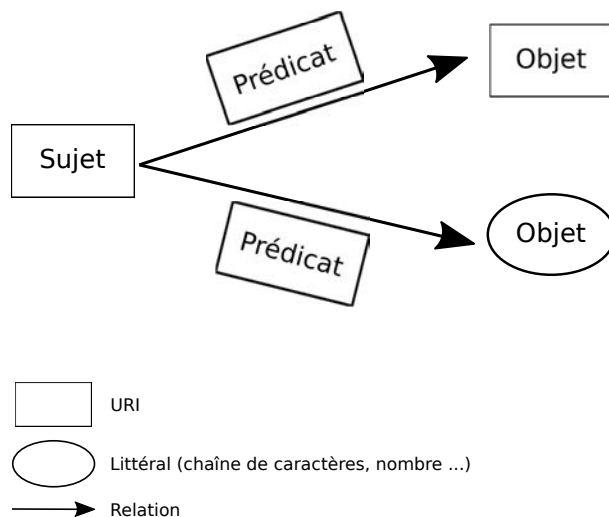 Prédicat
Objet
Sujet
Prédicat
Objet
URI
Littéral (chaîne de caractères, nombre ...)
Relation